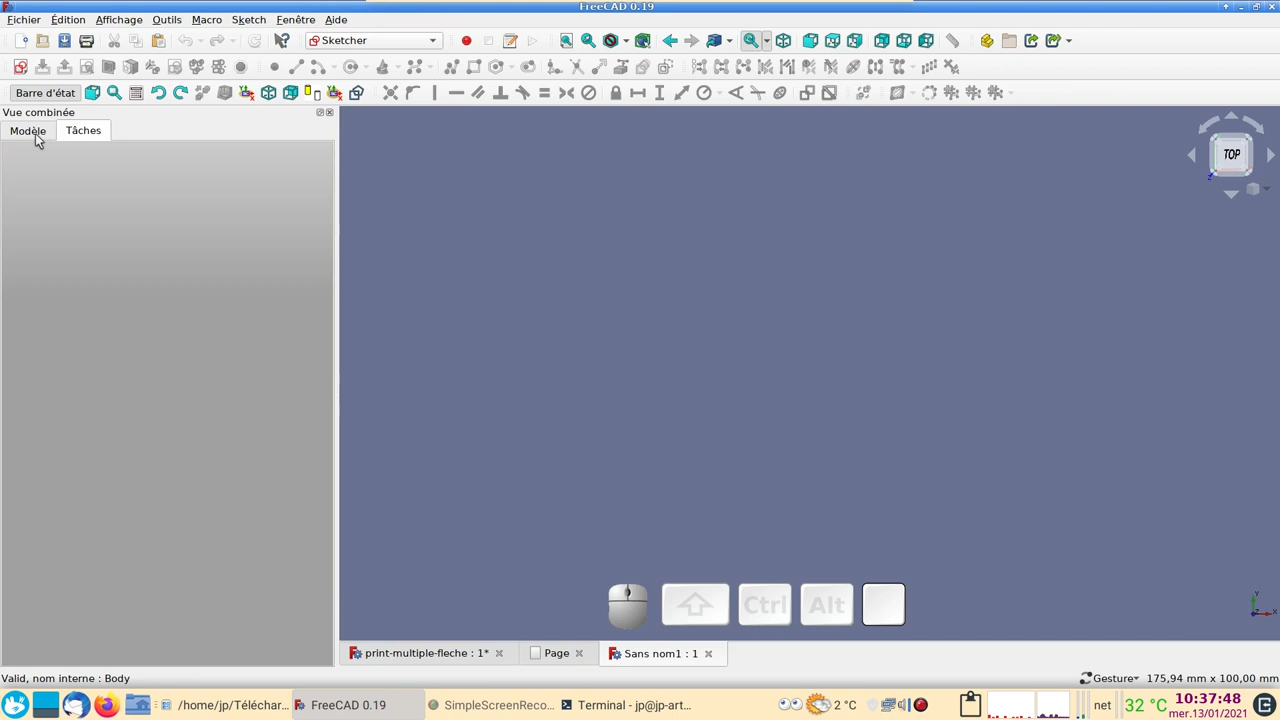 FreeCAD 0.19
Fichier Édition Affichage Outils Macro Sketch Fenêtre Aide
Sketcher
Barre d'état
Vue combinée
Modèle Tâches
TOP
Ctrl Alt
print-multiple-fleche : 1* Page Sans nom1 : 1
Valid, nom interne : Body Gesture 175,94 mm x 100,00 mm
/home/jp/Téléchar... FreeCAD 0.19 SimpleScreenReco... Terminal - jp@jp-art... 2 °C net 32 °C 10:37:48
mer.13/01/2021